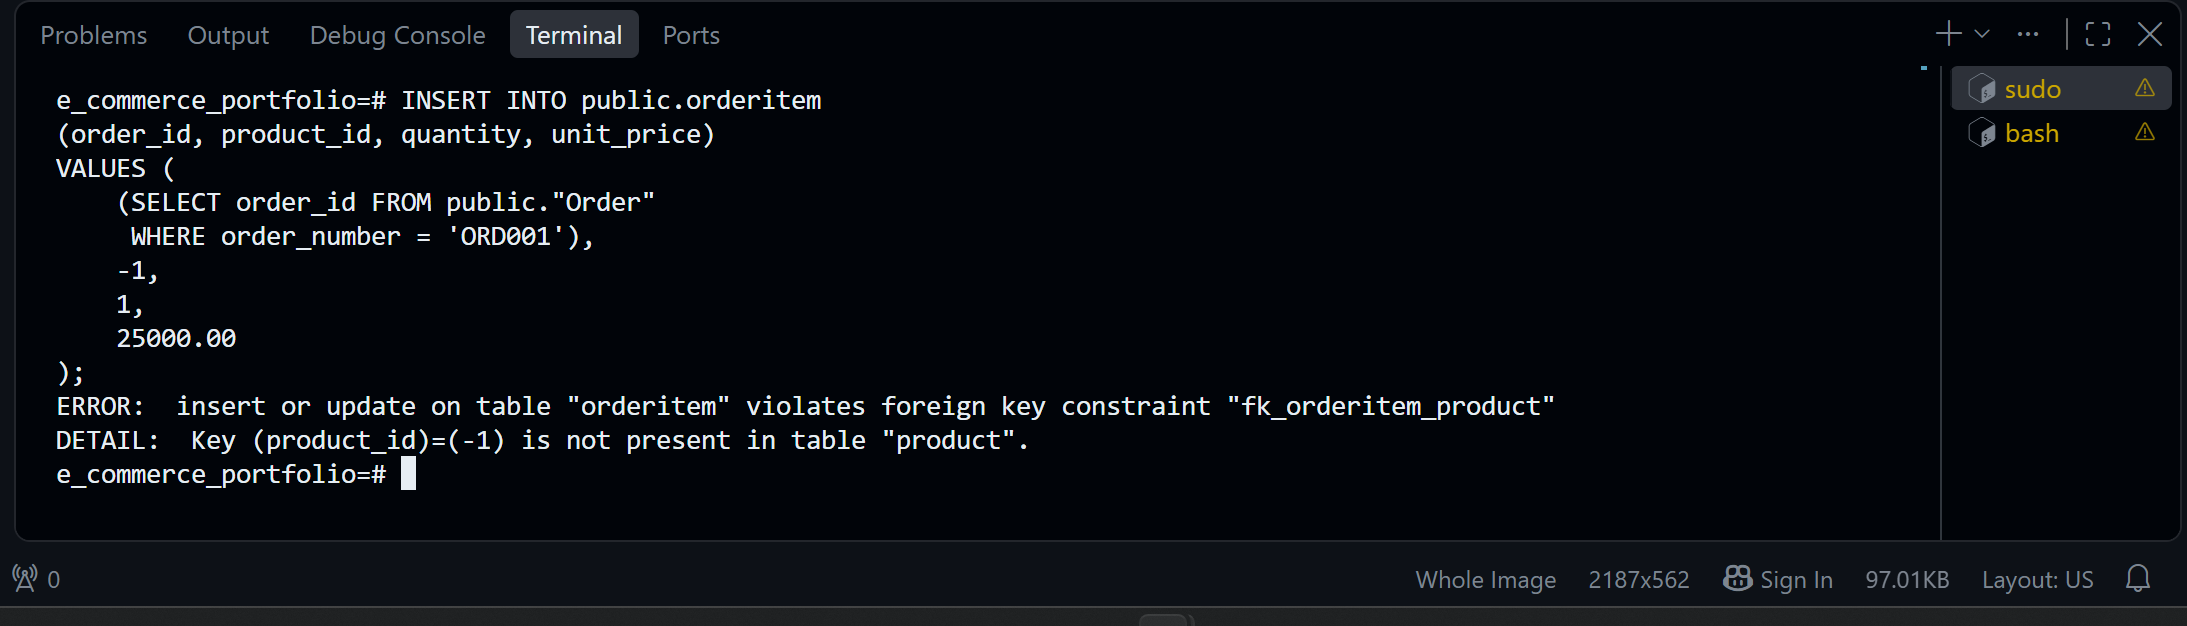 Problems Output Debug Console Terminal Ports
e_commerce_portfolio=# INSERT INTO public.orderitem
(order_id, product_id, quantity, unit_price)
VALUES (
    (SELECT order_id FROM public."Order"
     WHERE order_number = 'ORD001'),
    -1,
    1,
    25000.00
);
ERROR:  insert or update on table "orderitem" violates foreign key constraint "fk_orderitem_product"
DETAIL:  Key (product_id)=(-1) is not present in table "product".
e_commerce_portfolio=#
sudo
bash
0 Whole Image 2187x562 Sign In 97.01KB Layout: US